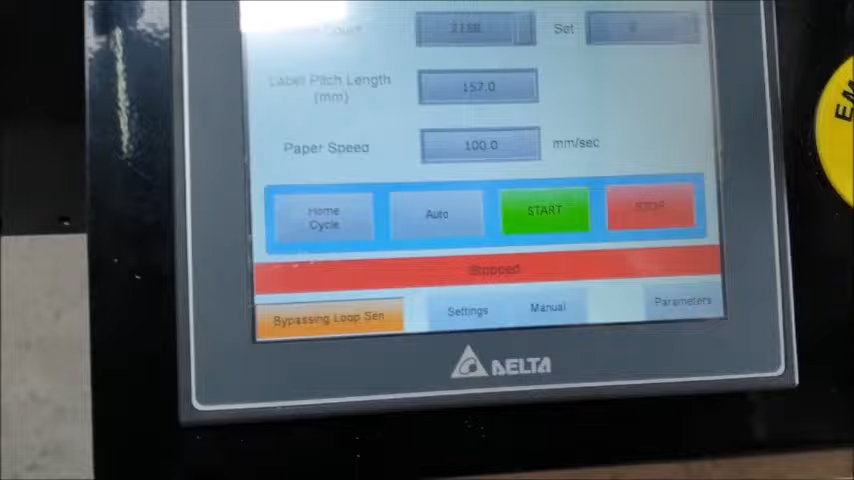 2138 Set
Label Pitch Length
(mm)
157.0
Paper Speed 100.0 mm/sec
Home
Cycle
Auto
START
STOP
Stopped
Bypassing Loop Sen
Settings
Manual
Parameters
DELTA
EM